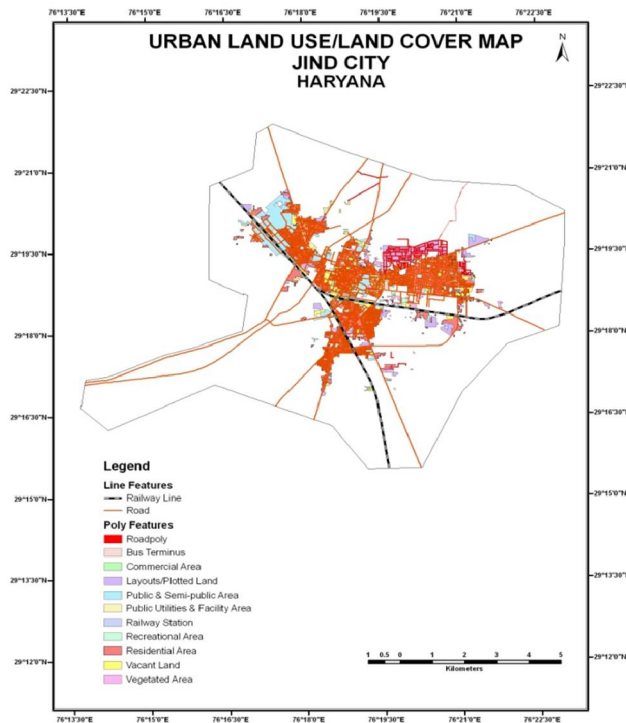 76°13'30"E 76°15'0"E 76°16'30"E 76°18'0"E 76°19'30"E 76°21'0"E 76°22'30"E
URBAN LAND USE/LAND COVER MAP
JIND CITY
HARYANA
N
29°22'30"N 29°22'30"N
29°21'0"N 29°21'0"N
29°19'30"N 29°19'30"N
29°18'0"N 29°18'0"N
29°16'30"N 29°16'30"N
29°15'0"N 29°15'0"N
29°13'30"N 29°13'30"N
29°12'0"N 29°12'0"N
Legend
Line Features
Railway Line
Road
Poly Features
Roadpoly
Bus Terminus
Commercial Area
Layouts/Plotted Land
Public & Semi-public Area
Public Utilities & Facility Area
Railway Station
Recreational Area
Residential Area
Vacant Land
Vegetated Area
1 0.5 0 1 2 3 4 5
Kilometers
76°13'30"E 76°15'0"E 76°16'30"E 76°18'0"E 76°19'30"E 76°21'0"E 76°22'30"E